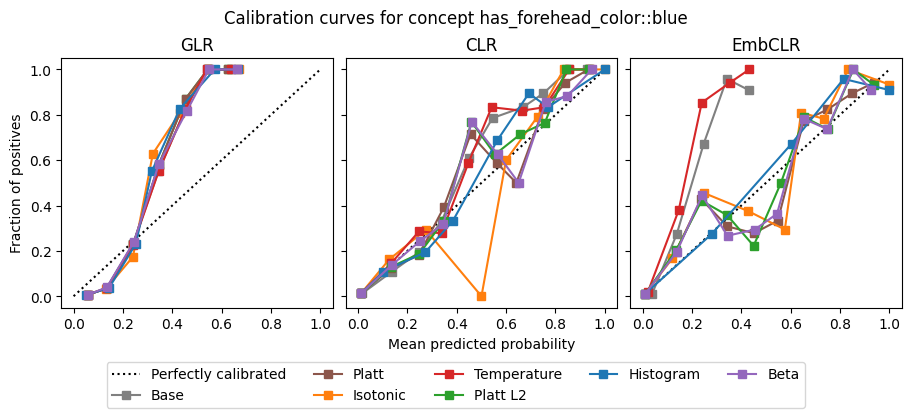 Calibration curves for concept has_forehead_color::blue
GLR
CLR
EmbCLR
Fraction of positives
1.0
0.8
0.6
0.4
0.2
0.0
0.0 0.2 0.4 0.6 0.8 1.0
0.0 0.2 0.4 0.6 0.8 1.0
0.0 0.2 0.4 0.6 0.8 1.0
Mean predicted probability
Perfectly calibrated
Base
Platt
Isotonic
Temperature
Platt L2
Histogram
Beta